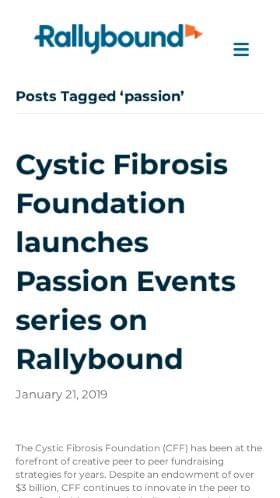 Rallybound
Posts Tagged ‘passion’
Cystic Fibrosis
Foundation
launches
Passion Events
series on
Rallybound
January 21, 2019
The Cystic Fibrosis Foundation (CFF) has been at the
forefront of creative peer to peer fundraising
strategies for years. Despite an endowment of over
$3 billion, CFF continues to innovate in the peer to